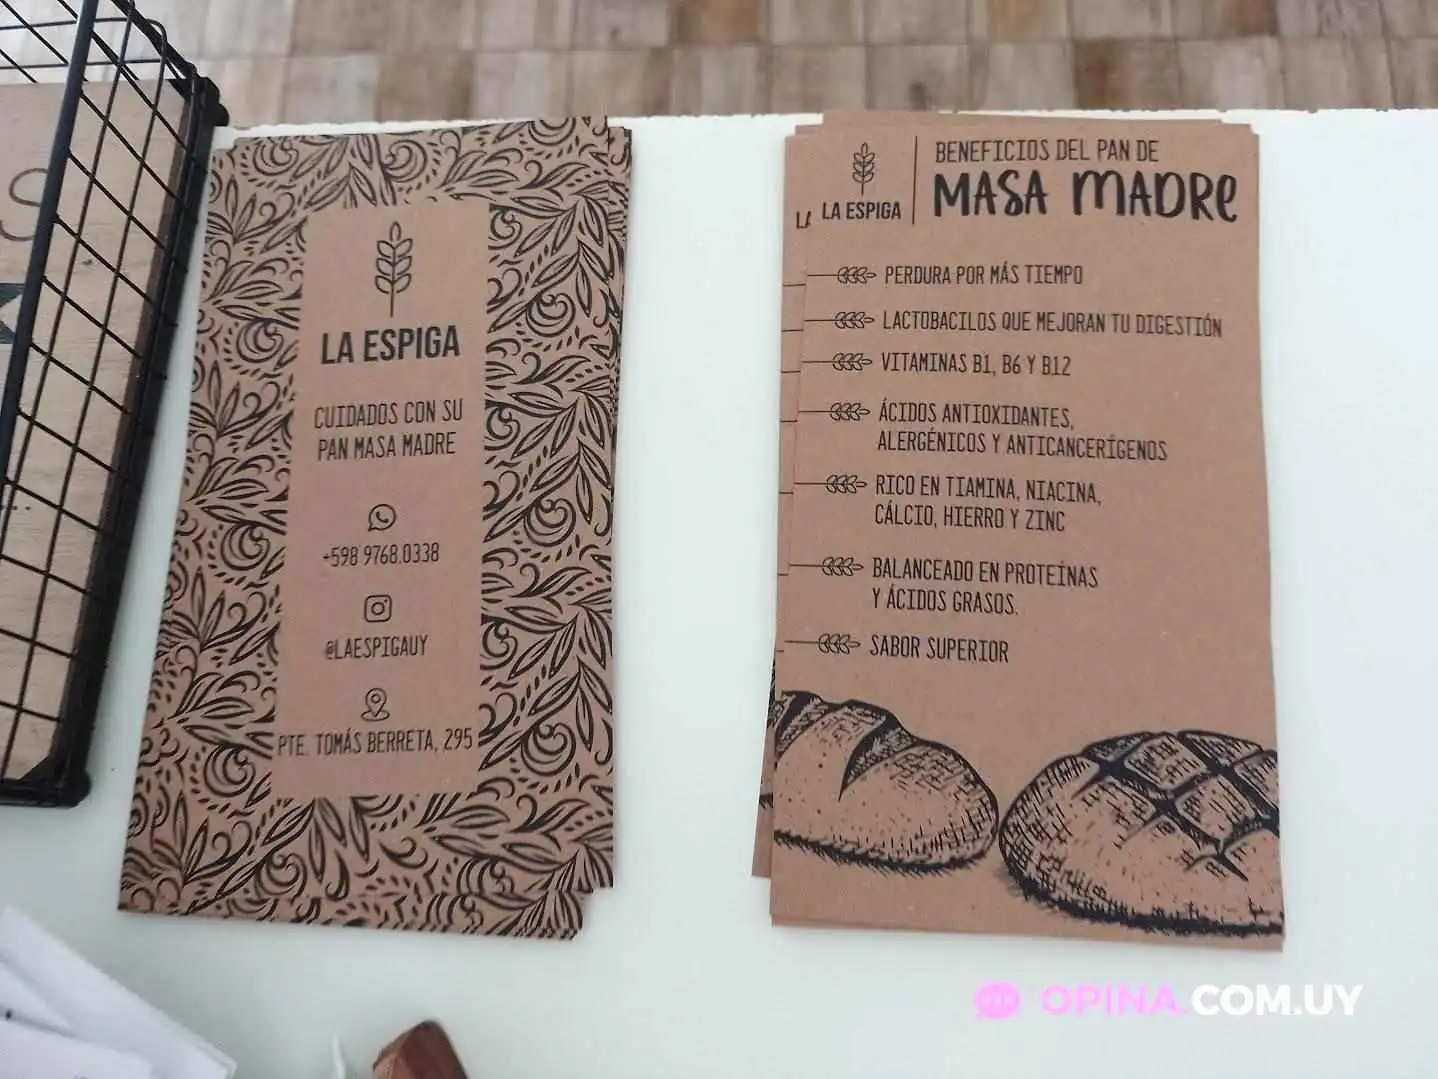 LA ESPIGA
CUIDADOS CON SU
PAN MASA MADRE
+598 9768.0338
@LAESPIGAUY
PTE. TOMÁS BERRETA, 295
LA ESPIGA
BENEFICIOS DEL PAN DE
MASA MADRE
PERDURA POR MÁS TIEMPO
LACTOBACILOS QUE MEJORAN TU DIGESTIÓN
VITAMINAS B1, B6 Y B12
ÁCIDOS ANTIOXIDANTES,
ALERGÉNICOS Y ANTICANCERÍGENOS
RICO EN TIAMINA, NIACINA,
CÁLCIO, HIERRO Y ZINC
BALANCEADO EN PROTEÍNAS
Y ÁCIDOS GRASOS.
SABOR SUPERIOR
OPINA.COM.UY